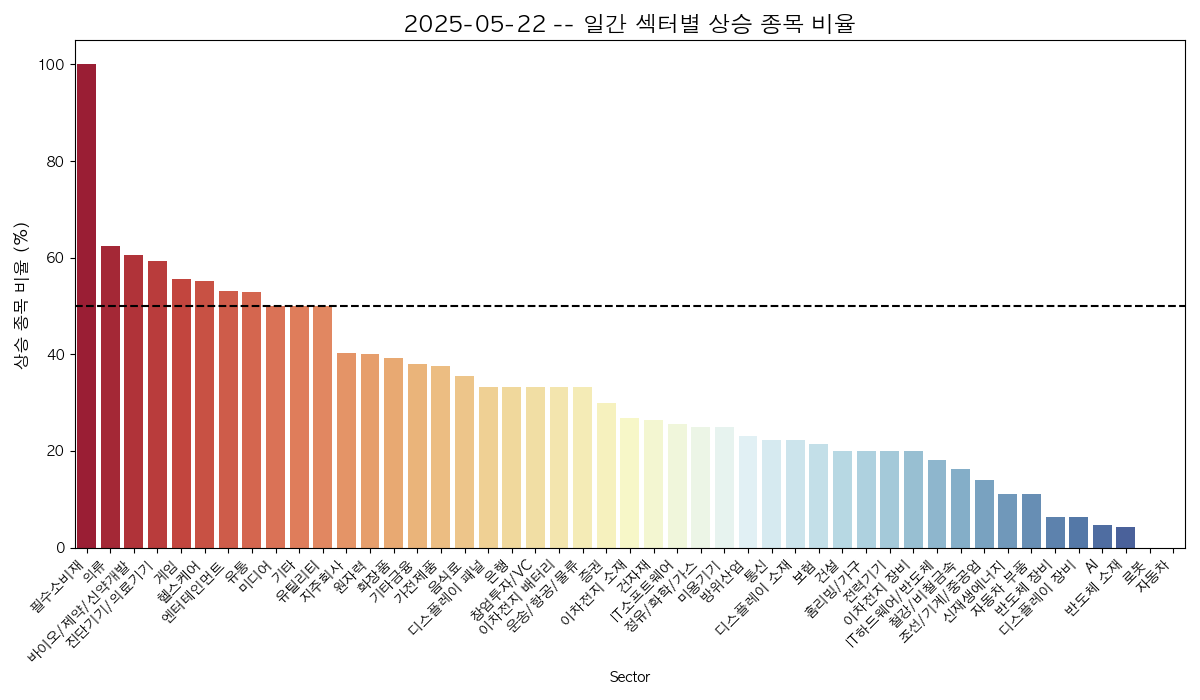 2025-05-22 -- 일간 섹터별 상승 종목 비율
상승 종목 비율 (%)
100
80
60
40
20
0
필수소비재
의류
바이오/제약/신약개발
진단기기/의료기기
게임
헬스케어
엔터테인먼트
유통
미디어
기타
유틸리티
지주회사
원자력
화장품
기타금융
가전제품
음식료
디스플레이 패널
은행
창업투자/VC
이차전지 배터리
운송/항공/물류
증권
이차전지 소재
건자재
IT소프트웨어
정유/화학/가스
미용기기
방위산업
통신
디스플레이 소재
보험
건설
홈리빙/가구
전력기기
이차전지 장비
IT하드웨어/반도체
철강/비철금속
조선/기계/중공업
신재생에너지
자동차 부품
반도체 장비
디스플레이 장비
AI
반도체 소재
로봇
자동차
Sector